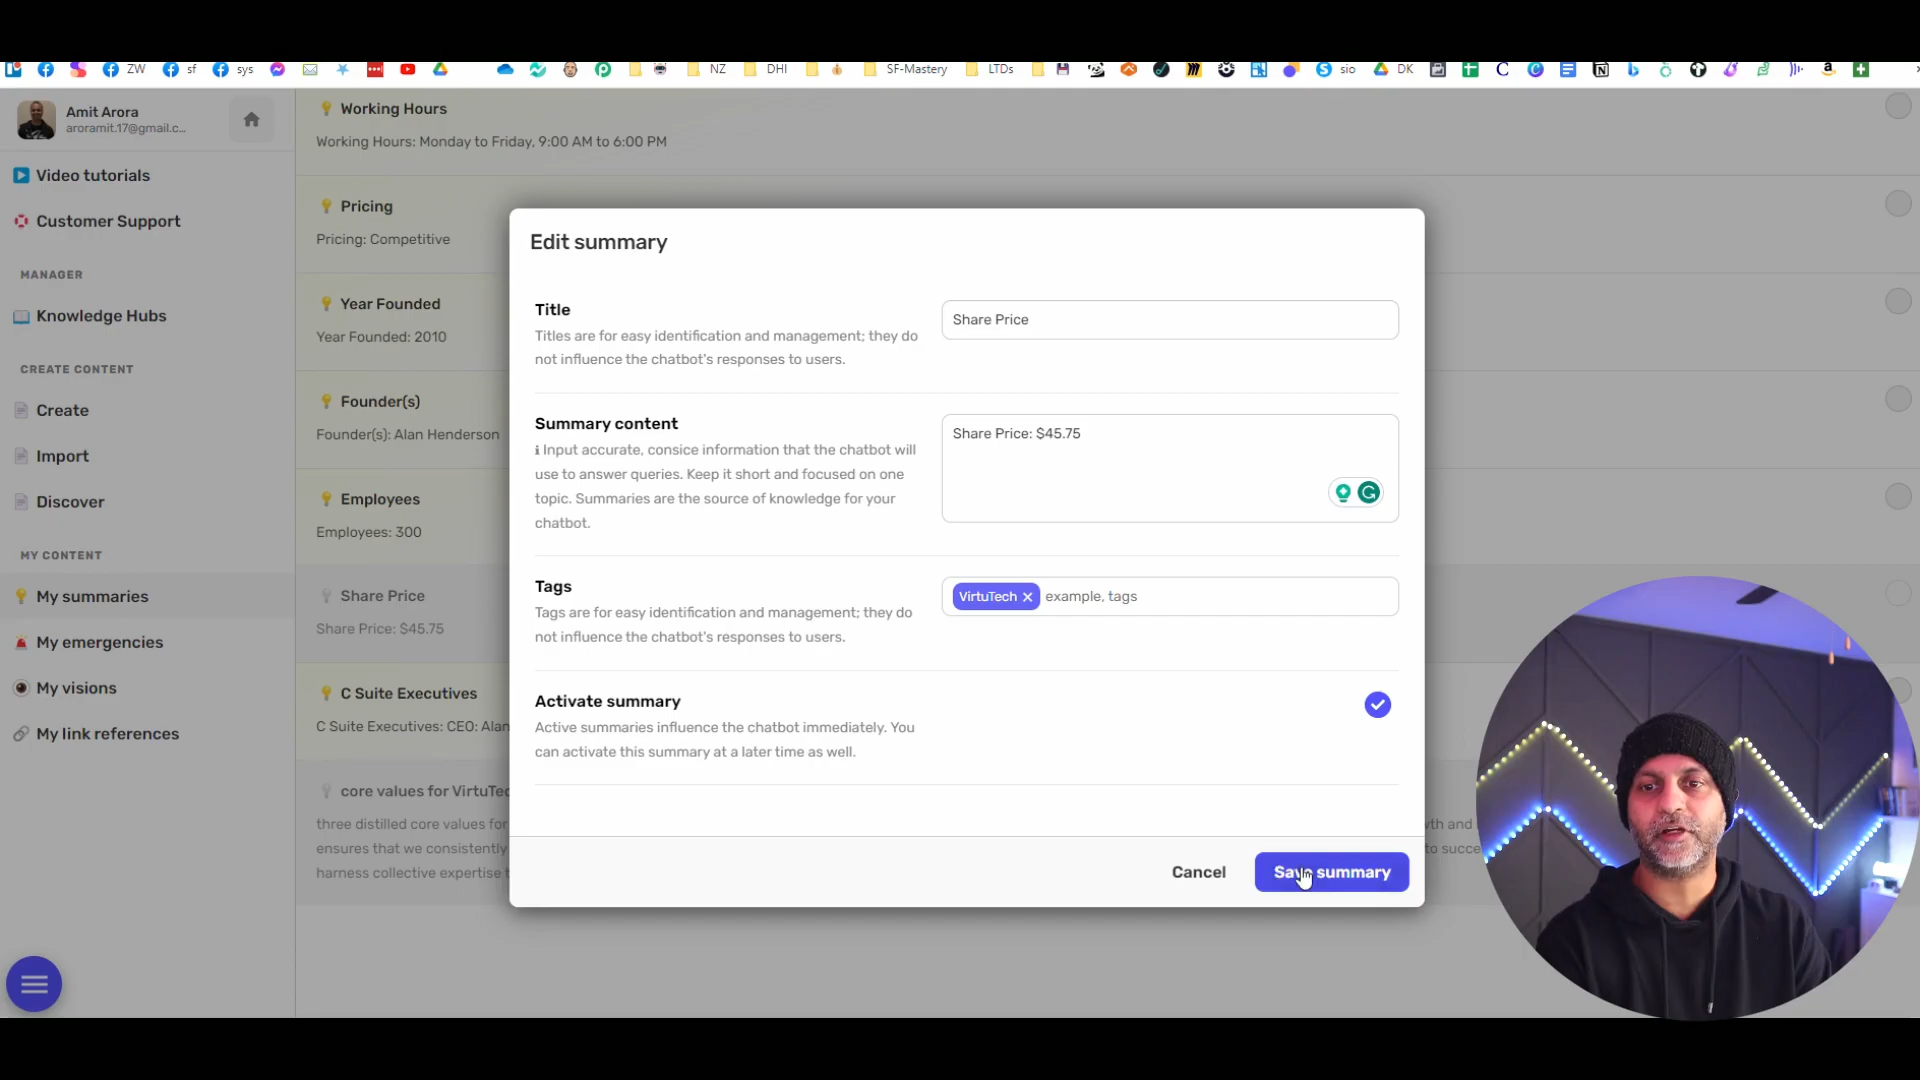 ZW
sf
sys
NZ
DHI
SF-Mastery
LTDs
sio
DK
Amit Arora
aroramit.17@gmail.c...
Video tutorials
Customer Support
MANAGER
Knowledge Hubs
CREATE CONTENT
Create
Import
Discover
MY CONTENT
My summaries
My emergencies
My visions
My link references
Working Hours
Working Hours: Monday to Friday, 9:00 AM to 6:00 PM
Pricing
Pricing: Competitive
Year Founded
Year Founded: 2010
Founder(s)
Founder(s): Alan Henderson
Employees
Employees: 300
Share Price
Share Price: $45.75
C Suite Executives
C Suite Executives: CEO: Alan
core values for VirtuTec
three distilled core values for
ensures that we consistently
harness collective expertise
Edit summary
Title
Titles are for easy identification and management; they do
not influence the chatbot's responses to users.
Share Price
Summary content
Input accurate, consice information that the chatbot will
use to answer queries. Keep it short and focused on one
topic. Summaries are the source of knowledge for your
chatbot.
Share Price: $45.75
Tags
Tags are for easy identification and management; they do
not influence the chatbot's responses to users.
VirtuTech × example, tags
Activate summary
Active summaries influence the chatbot immediately. You
can activate this summary at a later time as well.
Cancel
Save summary